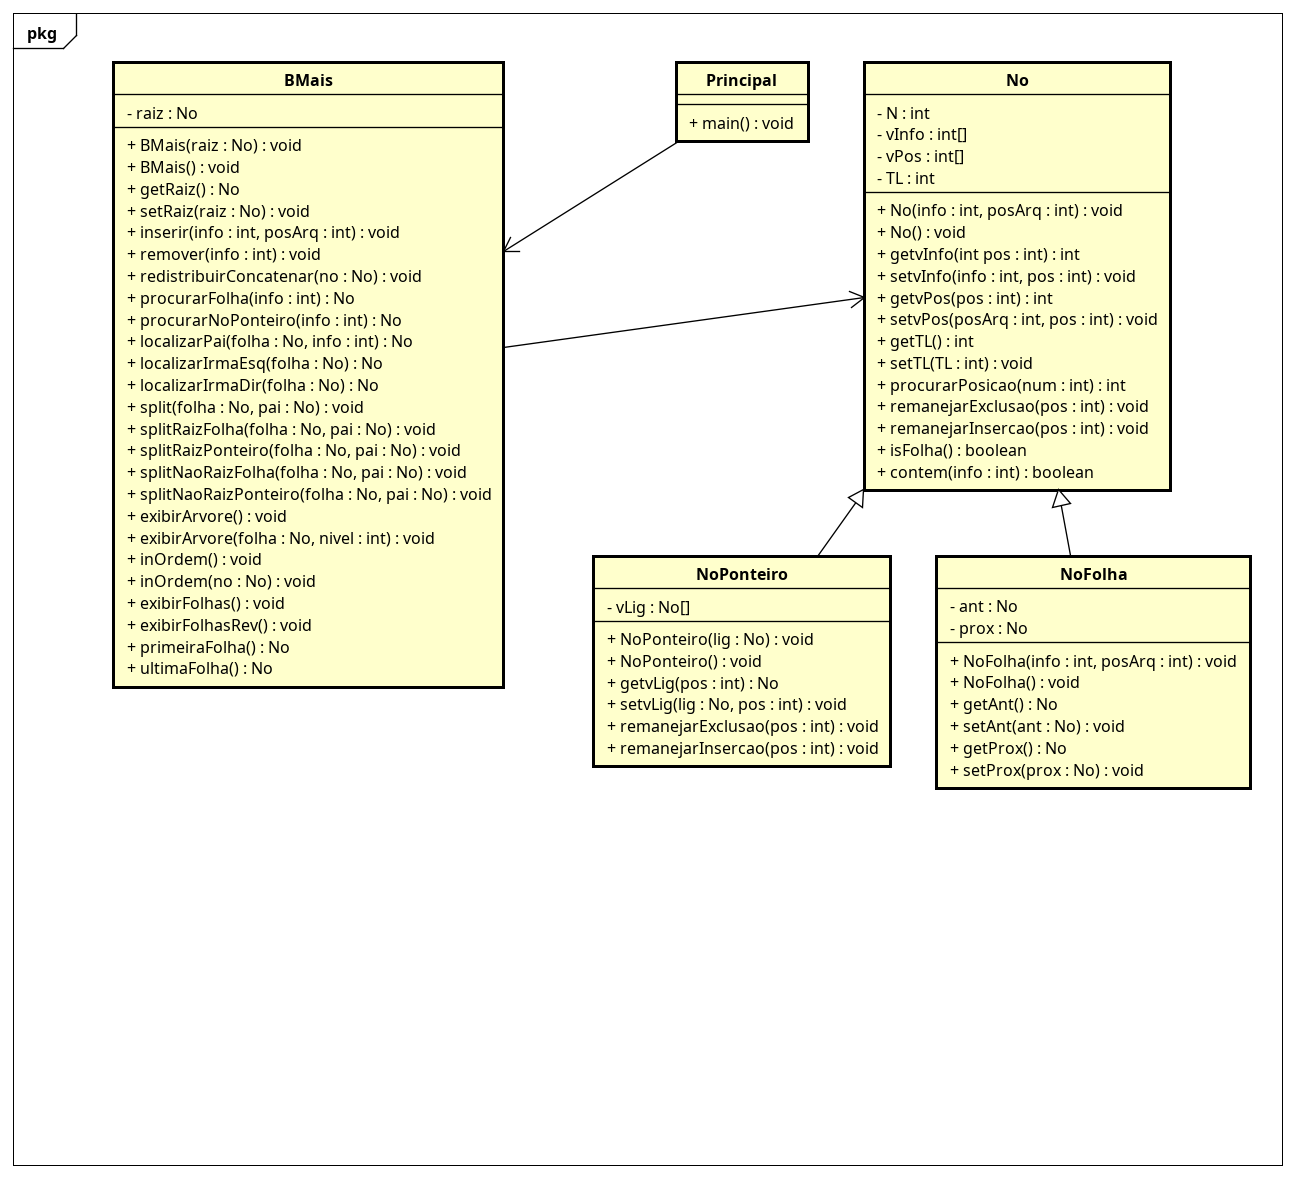 pkg
BMais
- raiz : No
+ BMais(raiz : No) : void
+ BMais() : void
+ getRaiz() : No
+ setRaiz(raiz : No) : void
+ inserir(info : int, posArq : int) : void
+ remover(info : int) : void
+ redistribuirConcatenar(no : No) : void
+ procurarFolha(info : int) : No
+ procurarNoPonteiro(info : int) : No
+ localizarPai(folha : No, info : int) : No
+ localizarIrmaEsq(folha : No) : No
+ localizarIrmaDir(folha : No) : No
+ split(folha : No, pai : No) : void
+ splitRaizFolha(folha : No, pai : No) : void
+ splitRaizPonteiro(folha : No, pai : No) : void
+ splitNaoRaizFolha(folha : No, pai : No) : void
+ splitNaoRaizPonteiro(folha : No, pai : No) : void
+ exibirArvore() : void
+ exibirArvore(folha : No, nivel : int) : void
+ inOrdem() : void
+ inOrdem(no : No) : void
+ exibirFolhas() : void
+ exibirFolhasRev() : void
+ primeiraFolha() : No
+ ultimaFolha() : No
Principal
+ main() : void
No
- N : int
- vInfo : int[]
- vPos : int[]
- TL : int
+ No(info : int, posArq : int) : void
+ No() : void
+ getvInfo(int pos : int) : int
+ setvInfo(info : int, pos : int) : void
+ getvPos(pos : int) : int
+ setvPos(posArq : int, pos : int) : void
+ getTL() : int
+ setTL(TL : int) : void
+ procurarPosicao(num : int) : int
+ remanejarExclusao(pos : int) : void
+ remanejarInsercao(pos : int) : void
+ isFolha() : boolean
+ contem(info : int) : boolean
NoPonteiro
- vLig : No[]
+ NoPonteiro(lig : No) : void
+ NoPonteiro() : void
+ getvLig(pos : int) : No
+ setvLig(lig : No, pos : int) : void
+ remanejarExclusao(pos : int) : void
+ remanejarInsercao(pos : int) : void
NoFolha
- ant : No
- prox : No
+ NoFolha(info : int, posArq : int) : void
+ NoFolha() : void
+ getAnt() : No
+ setAnt(ant : No) : void
+ getProx() : No
+ setProx(prox : No) : void